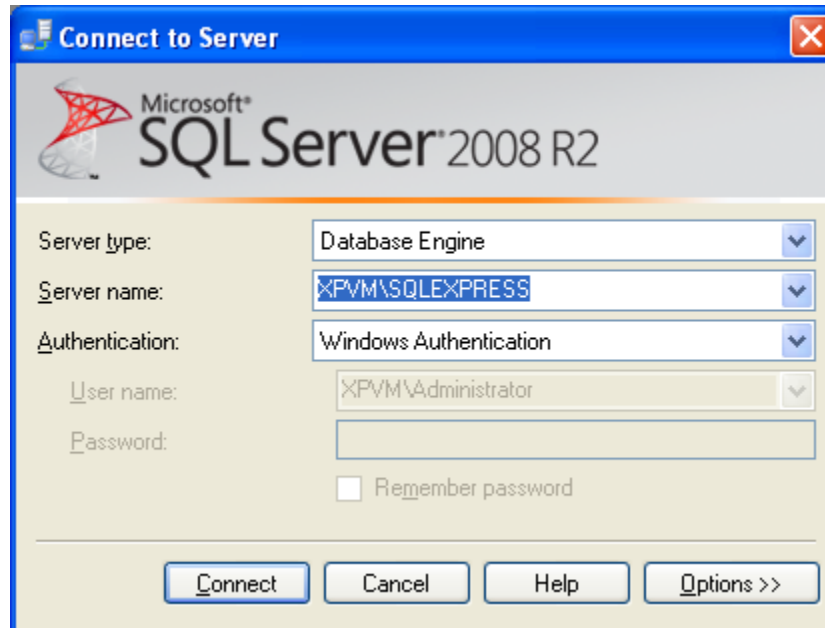 Connect to Server
Microsoft®
SQL Server® 2008 R2
Server type: Database Engine
Server name: XPVM\SQLEXPRESS
Authentication: Windows Authentication
User name: XPVM\Administrator
Password:
Remember password
Connect Cancel Help Options >>